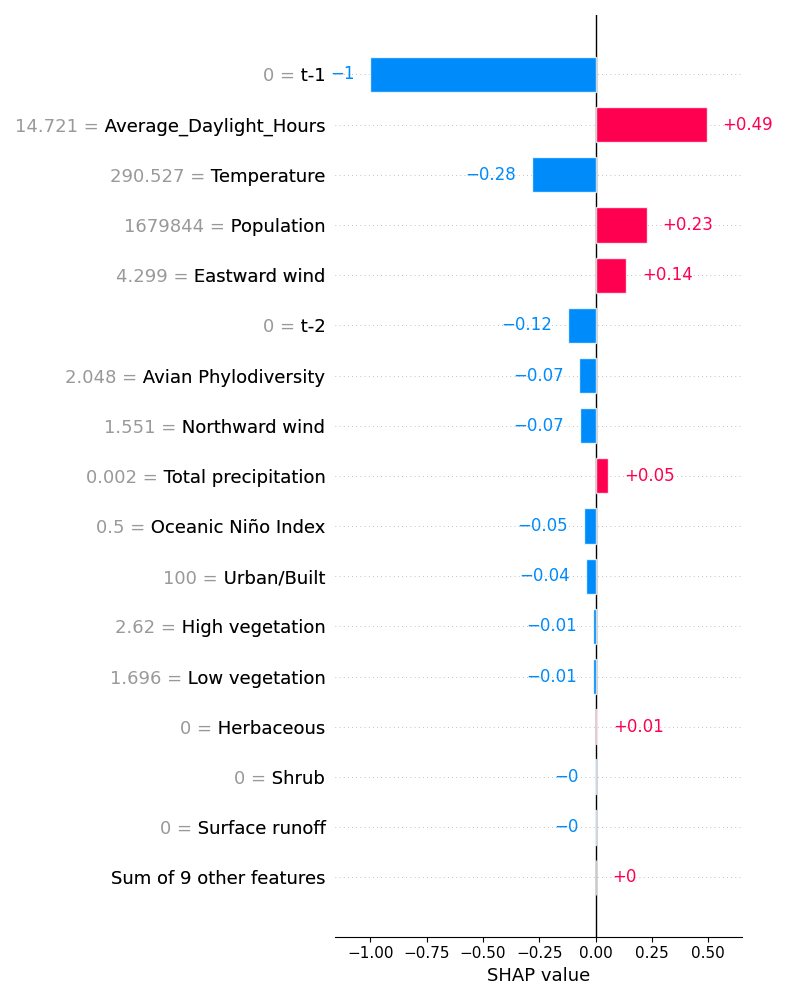 0 = t-1 −1
14.721 = Average_Daylight_Hours +0.49
290.527 = Temperature −0.28
1679844 = Population +0.23
4.299 = Eastward wind +0.14
0 = t-2 −0.12
2.048 = Avian Phylodiversity −0.07
1.551 = Northward wind −0.07
0.002 = Total precipitation +0.05
0.5 = Oceanic Niño Index −0.05
100 = Urban/Built −0.04
2.62 = High vegetation −0.01
1.696 = Low vegetation −0.01
0 = Herbaceous +0.01
0 = Shrub −0
0 = Surface runoff −0
Sum of 9 other features +0
−1.00 −0.75 −0.50 −0.25 0.00 0.25 0.50
SHAP value